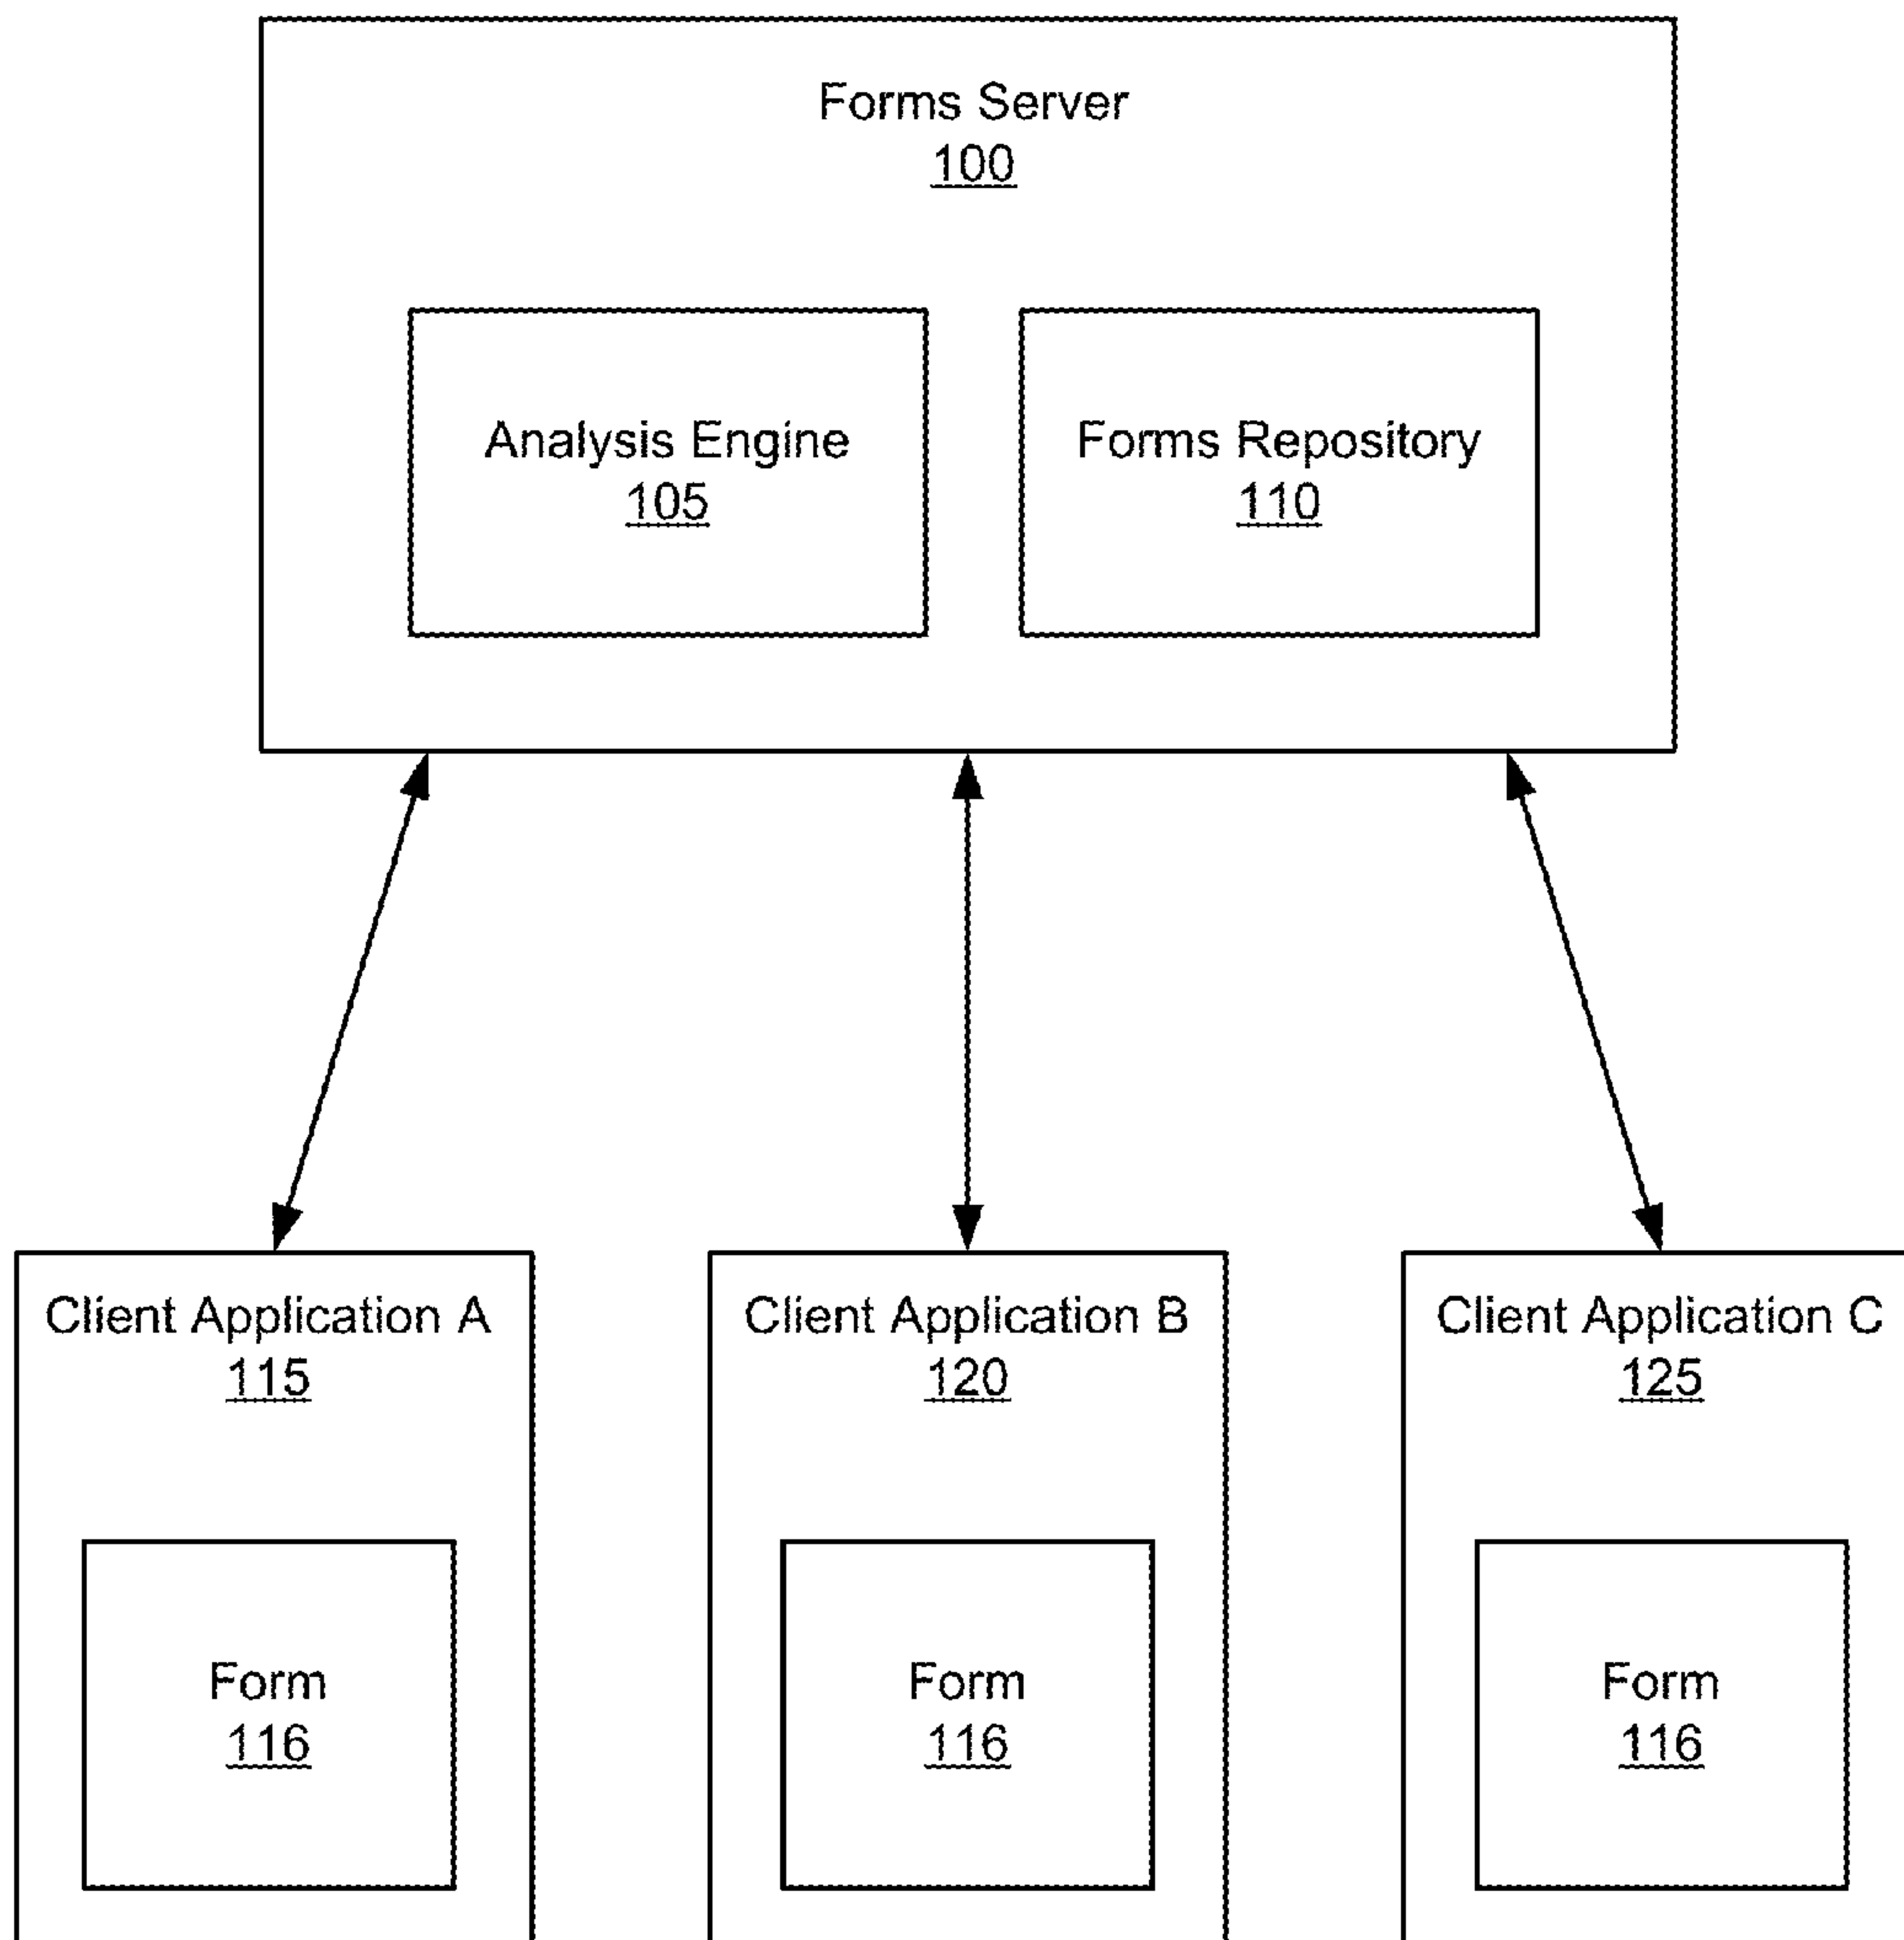 Forms Server
100
Analysis Engine
105
Forms Repository
110
Client Application A
115
Client Application B
120
Client Application C
125
Form
116
Form
116
Form
116